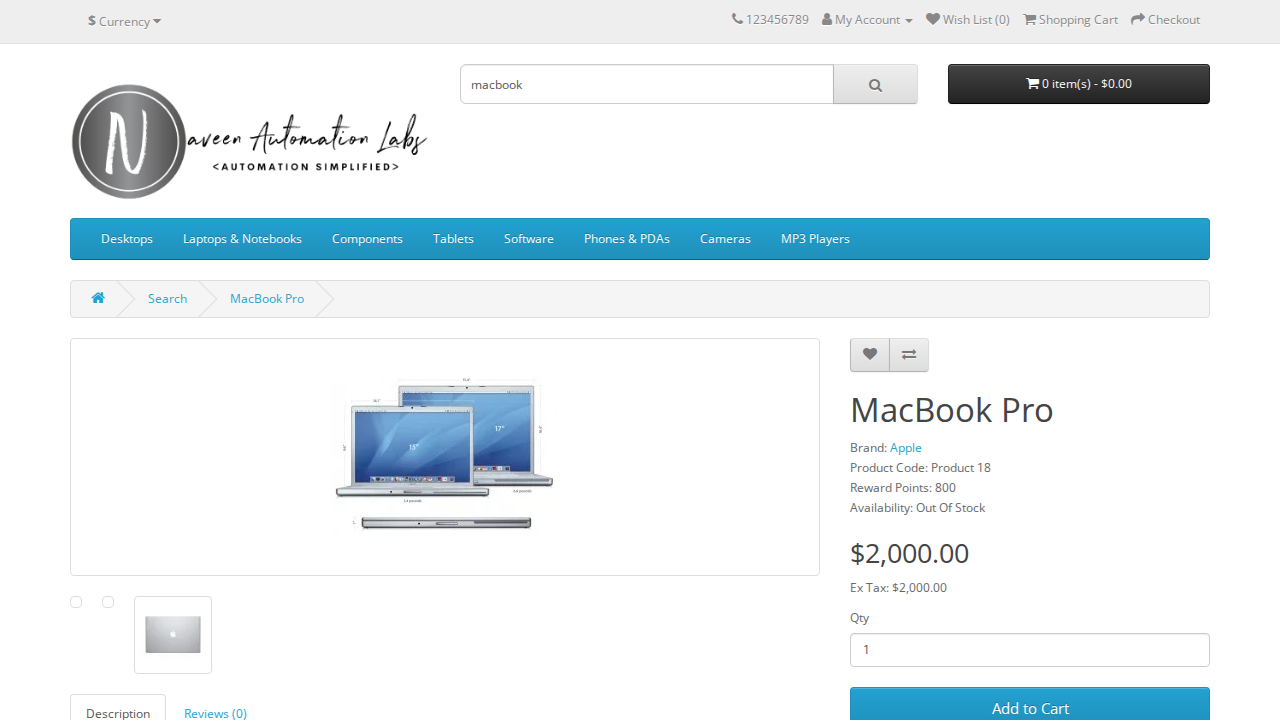 $ Currency
123456789 My Account Wish List (0) Shopping Cart Checkout
macbook
0 item(s) - $0.00
Naveen Automation Labs
<AUTOMATION SIMPLIFIED>
Desktops Laptops & Notebooks Components Tablets Software Phones & PDAs Cameras MP3 Players
Search MacBook Pro
15"
17"
MacBook Pro
Brand: Apple
Product Code: Product 18
Reward Points: 800
Availability: Out Of Stock
$2,000.00
Ex Tax: $2,000.00
Qty
1
Add to Cart
Description Reviews (0)